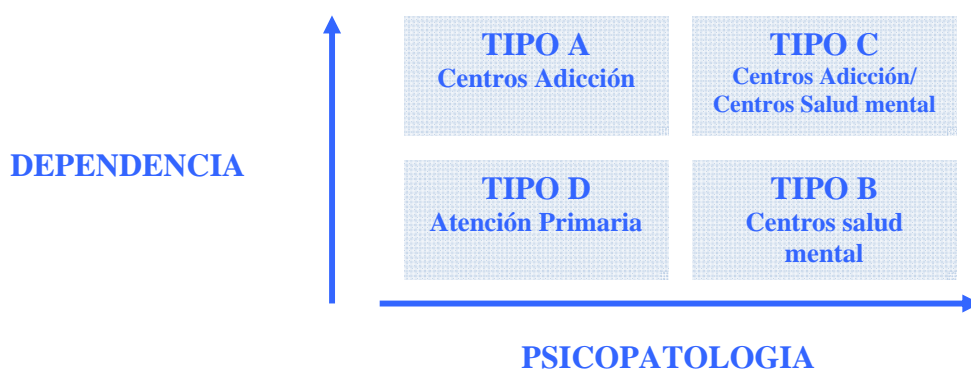 TIPO A
Centros Adicción
TIPO C
Centros Adicción/
Centros Salud mental
DEPENDENCIA
TIPO D
Atención Primaria
TIPO B
Centros salud
mental
PSICOPATOLOGIA